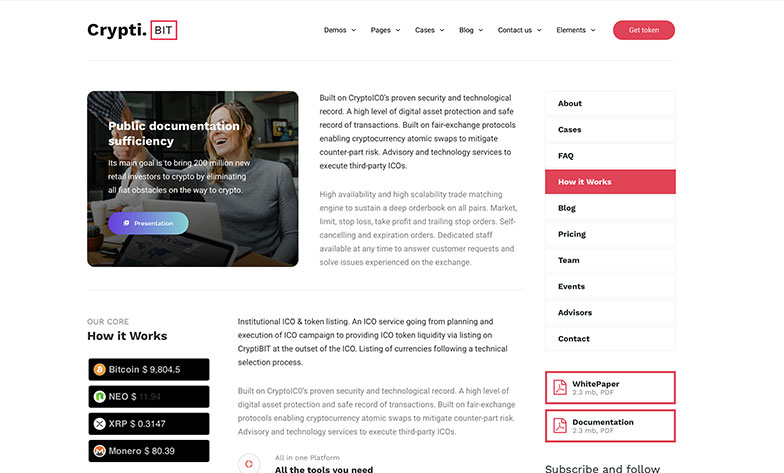 Crypti. BIT
Demos Pages Cases Blog Contact us Elements Get token
Public documentation
sufficiency
Its main goal is to bring 200 million new
retail investors to crypto by eliminating
all fiat obstacles on the way to crypto.
Presentation
Built on CryptoIC0's proven security and technological
record. A high level of digital asset protection and safe
record of transactions. Built on fair-exchange protocols
enabling cryptocurrency atomic swaps to mitigate
counter-part risk. Advisory and technology services to
execute third-party ICOs.
High availability and high scalability trade matching
engine to sustain a deep orderbook on all pairs. Market,
limit, stop loss, take profit and trailing stop orders. Self-
cancelling and expiration orders. Dedicated staff
available at any time to answer customer requests and
solve issues experienced on the exchange.
About
Cases
FAQ
How it Works
Blog
Pricing
Team
Events
Advisors
Contact
OUR CORE
How it Works
Bitcoin $ 9,804.5
NEO $ 11.94
XRP $ 0.3147
Monero $ 80.39
Institutional ICO & token listing. An ICO service going from planning and
execution of ICO campaign to providing ICO token liquidity via listing on
CryptiBIT at the outset of the ICO. Listing of currencies following a technical
selection process.
Built on CryptoIC0's proven security and technological record. A high level of
digital asset protection and safe record of transactions. Built on fair-exchange
protocols enabling cryptocurrency atomic swaps to mitigate counter-part risk.
Advisory and technology services to execute third-party ICOs.
All in one Platform
All the tools you need
WhitePaper
2.3 mb, PDF
Documentation
2.3 mb, PDF
Subscribe and follow